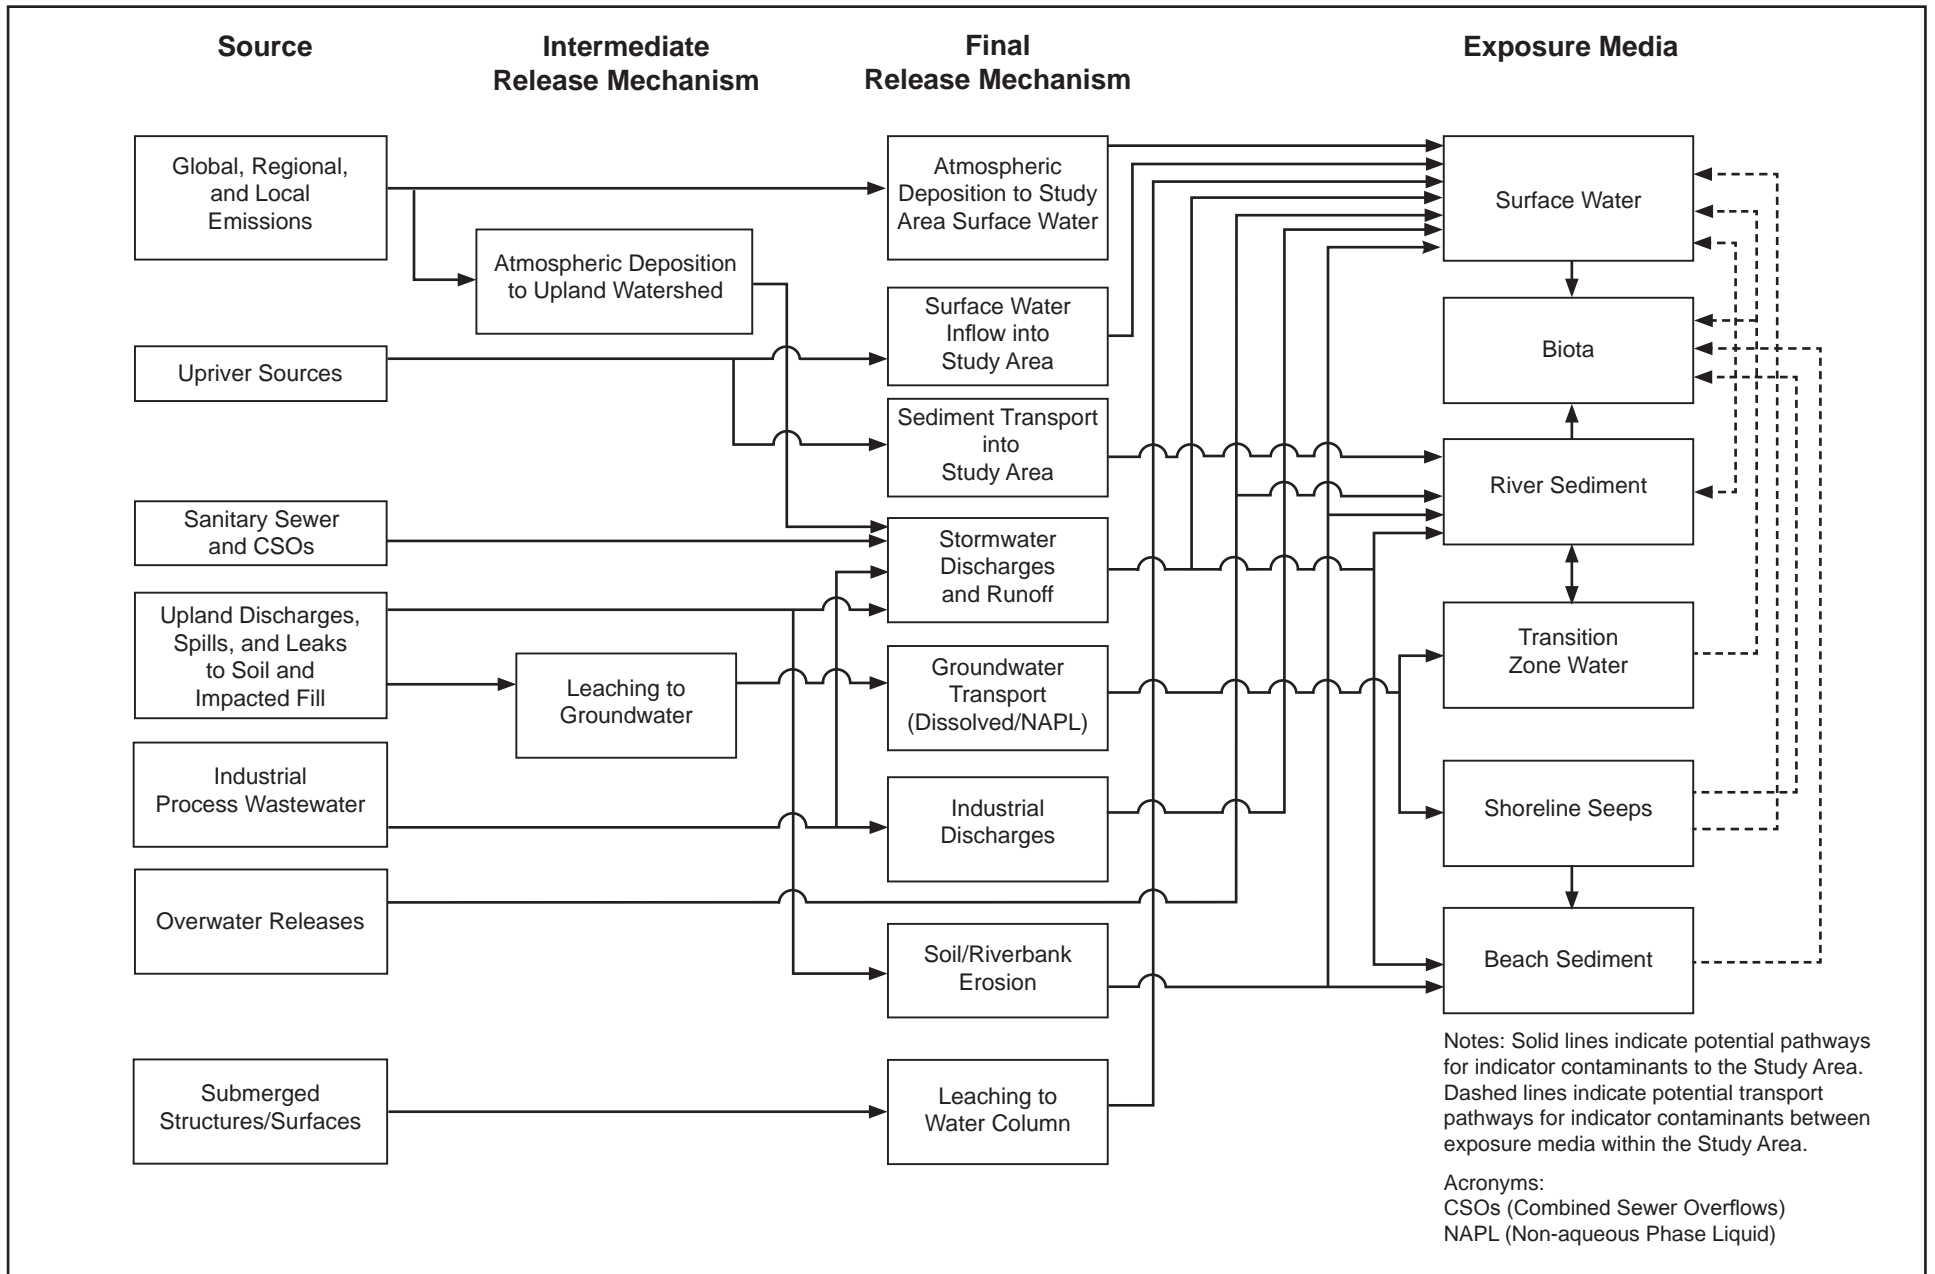 Source
Intermediate
Release Mechanism
Final
Release Mechanism
Exposure Media
Global, Regional,
and Local
Emissions
Upriver Sources
Sanitary Sewer
and CSOs
Upland Discharges,
Spills, and Leaks
to Soil and
Impacted Fill
Industrial
Process Wastewater
Overwater Releases
Submerged
Structures/Surfaces
Atmospheric Deposition
to Upland Watershed
Leaching to
Groundwater
Atmospheric
Deposition to Study
Area Surface Water
Surface Water
Inflow into
Study Area
Sediment Transport
into
Study Area
Stormwater
Discharges
and Runoff
Groundwater
Transport
(Dissolved/NAPL)
Industrial
Discharges
Soil/Riverbank
Erosion
Leaching to
Water Column
Surface Water
Biota
River Sediment
Transition
Zone Water
Shoreline Seeps
Beach Sediment
Notes: Solid lines indicate potential pathways
for indicator contaminants to the Study Area.
Dashed lines indicate potential transport
pathways for indicator contaminants between
exposure media within the Study Area.
Acronyms:
CSOs (Combined Sewer Overflows)
NAPL (Non-aqueous Phase Liquid)